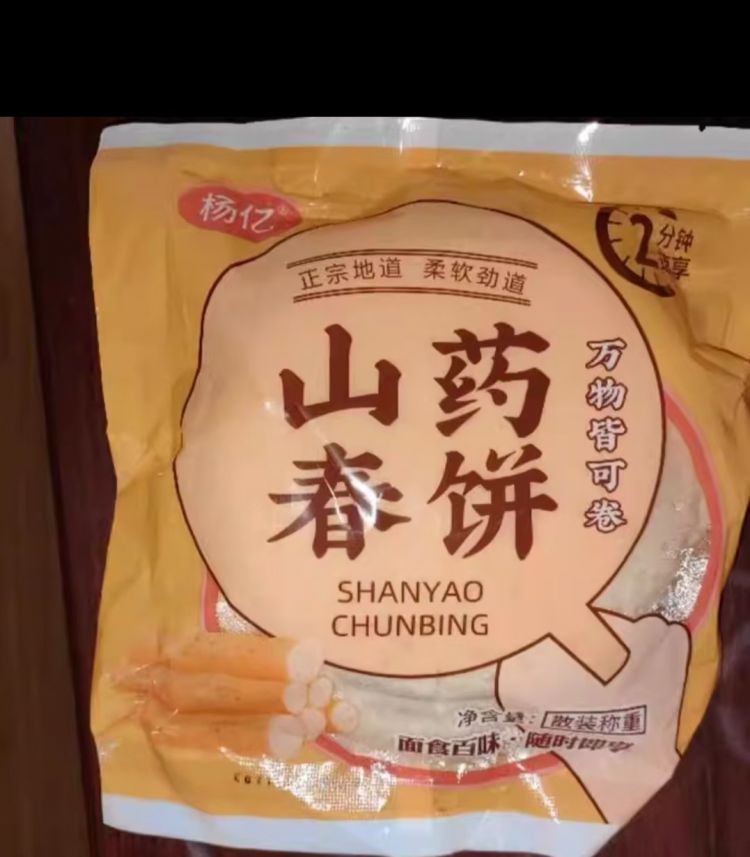 杨亿
2分钟
享
正宗地道 柔软劲道
山药
春饼
万物皆可卷
SHANYAO
CHUNBING
净含量: 散装称重
面食百味·随时即享